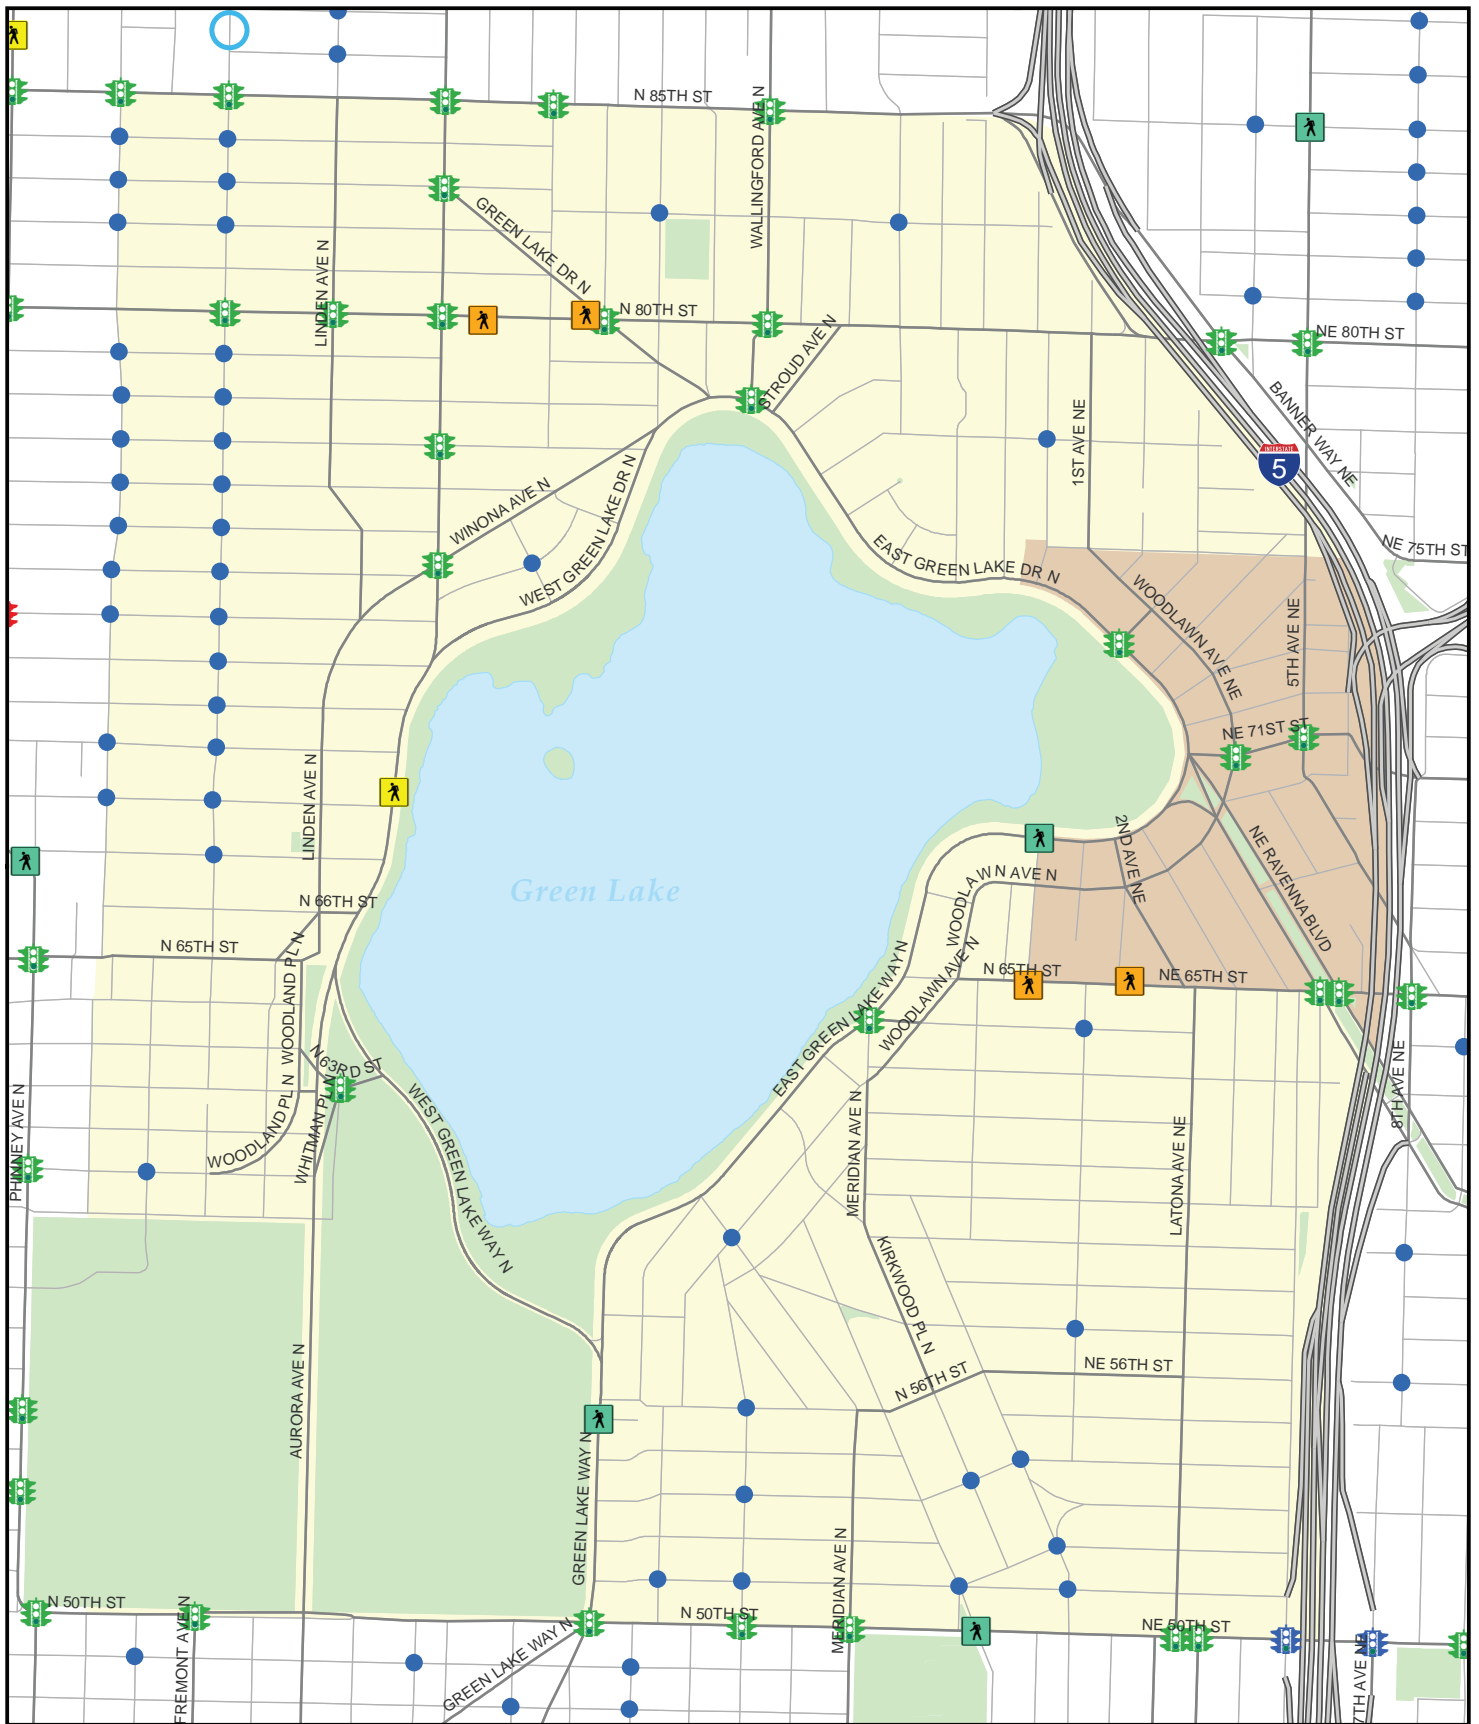 N 85TH ST
WALLINGFORD AVE N
GREEN LAKE DR N
LINDEN AVE N
N 80TH ST
NE 80TH ST
STROUD AVE N
BANNER WAY NE
1ST AVE NE
INTERSTATE
5
WINONA AVE N
WEST GREEN LAKE DR N
EAST GREEN LAKE DR N
NE 75TH ST
WOODLAWN AVE NE
5TH AVE NE
NE 71ST ST
LINDEN AVE N
2ND AVE NE
NE RAVENNA BLVD
Green Lake
WOODLAWN AVE N
N 66TH ST
N 65TH ST
WOODLAND PL N
EAST GREEN LAKE WAY N
WOODLAWN AVE N
N 65TH ST
NE 65TH ST
N 63RD ST
8TH AVE NE
PHINNEY AVE N
WOODLAND PL N
WHITMAN PL N
WEST GREEN LAKE WAY N
MERIDIAN AVE N
LATONA AVE NE
KIRKWOOD PL N
AURORA AVE N
N 56TH ST
NE 56TH ST
GREEN LAKE WAY N
MERIDIAN AVE N
N 50TH ST
FREMONT AVE N
GREEN LAKE WAY N
N 50TH ST
NE 50TH ST
7TH AVE NE